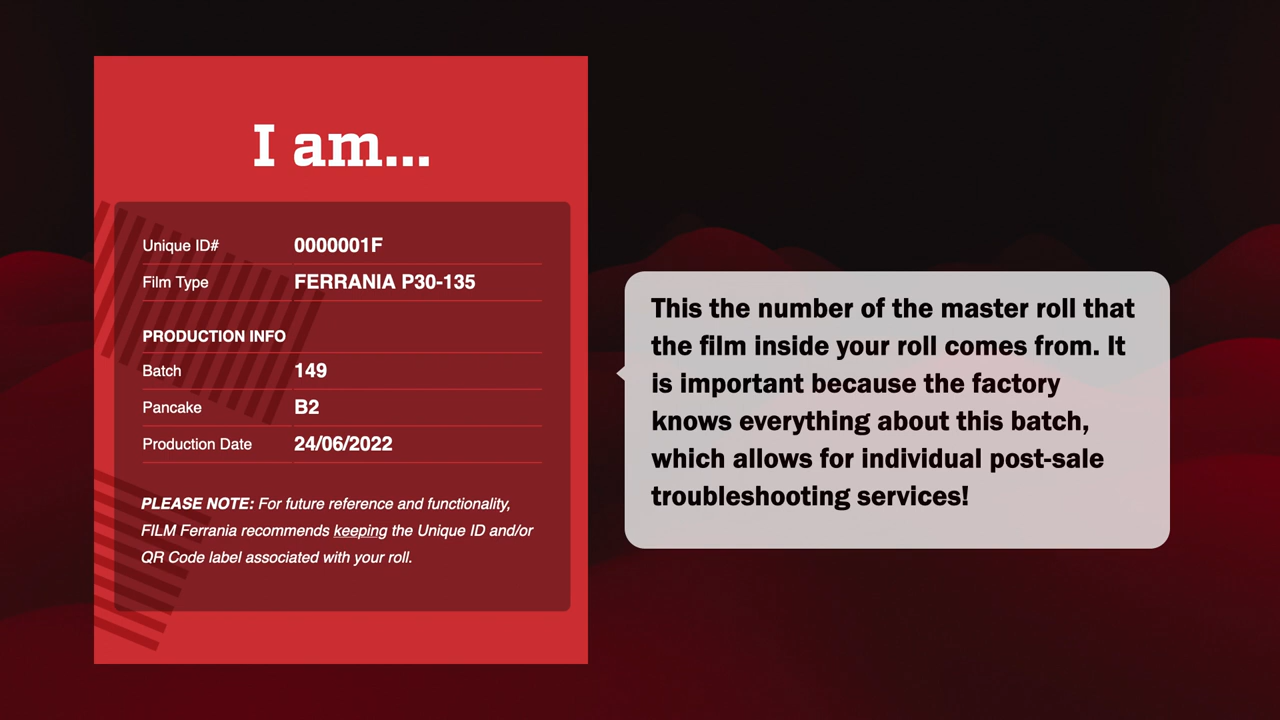 I am...
Unique ID# 0000001F
Film Type FERRANIA P30-135
PRODUCTION INFO
Batch 149
Pancake B2
Production Date 24/06/2022
PLEASE NOTE: For future reference and functionality,
FILM Ferrania recommends keeping the Unique ID and/or
QR Code label associated with your roll.
This the number of the master roll that
the film inside your roll comes from. It
is important because the factory
knows everything about this batch,
which allows for individual post-sale
troubleshooting services!